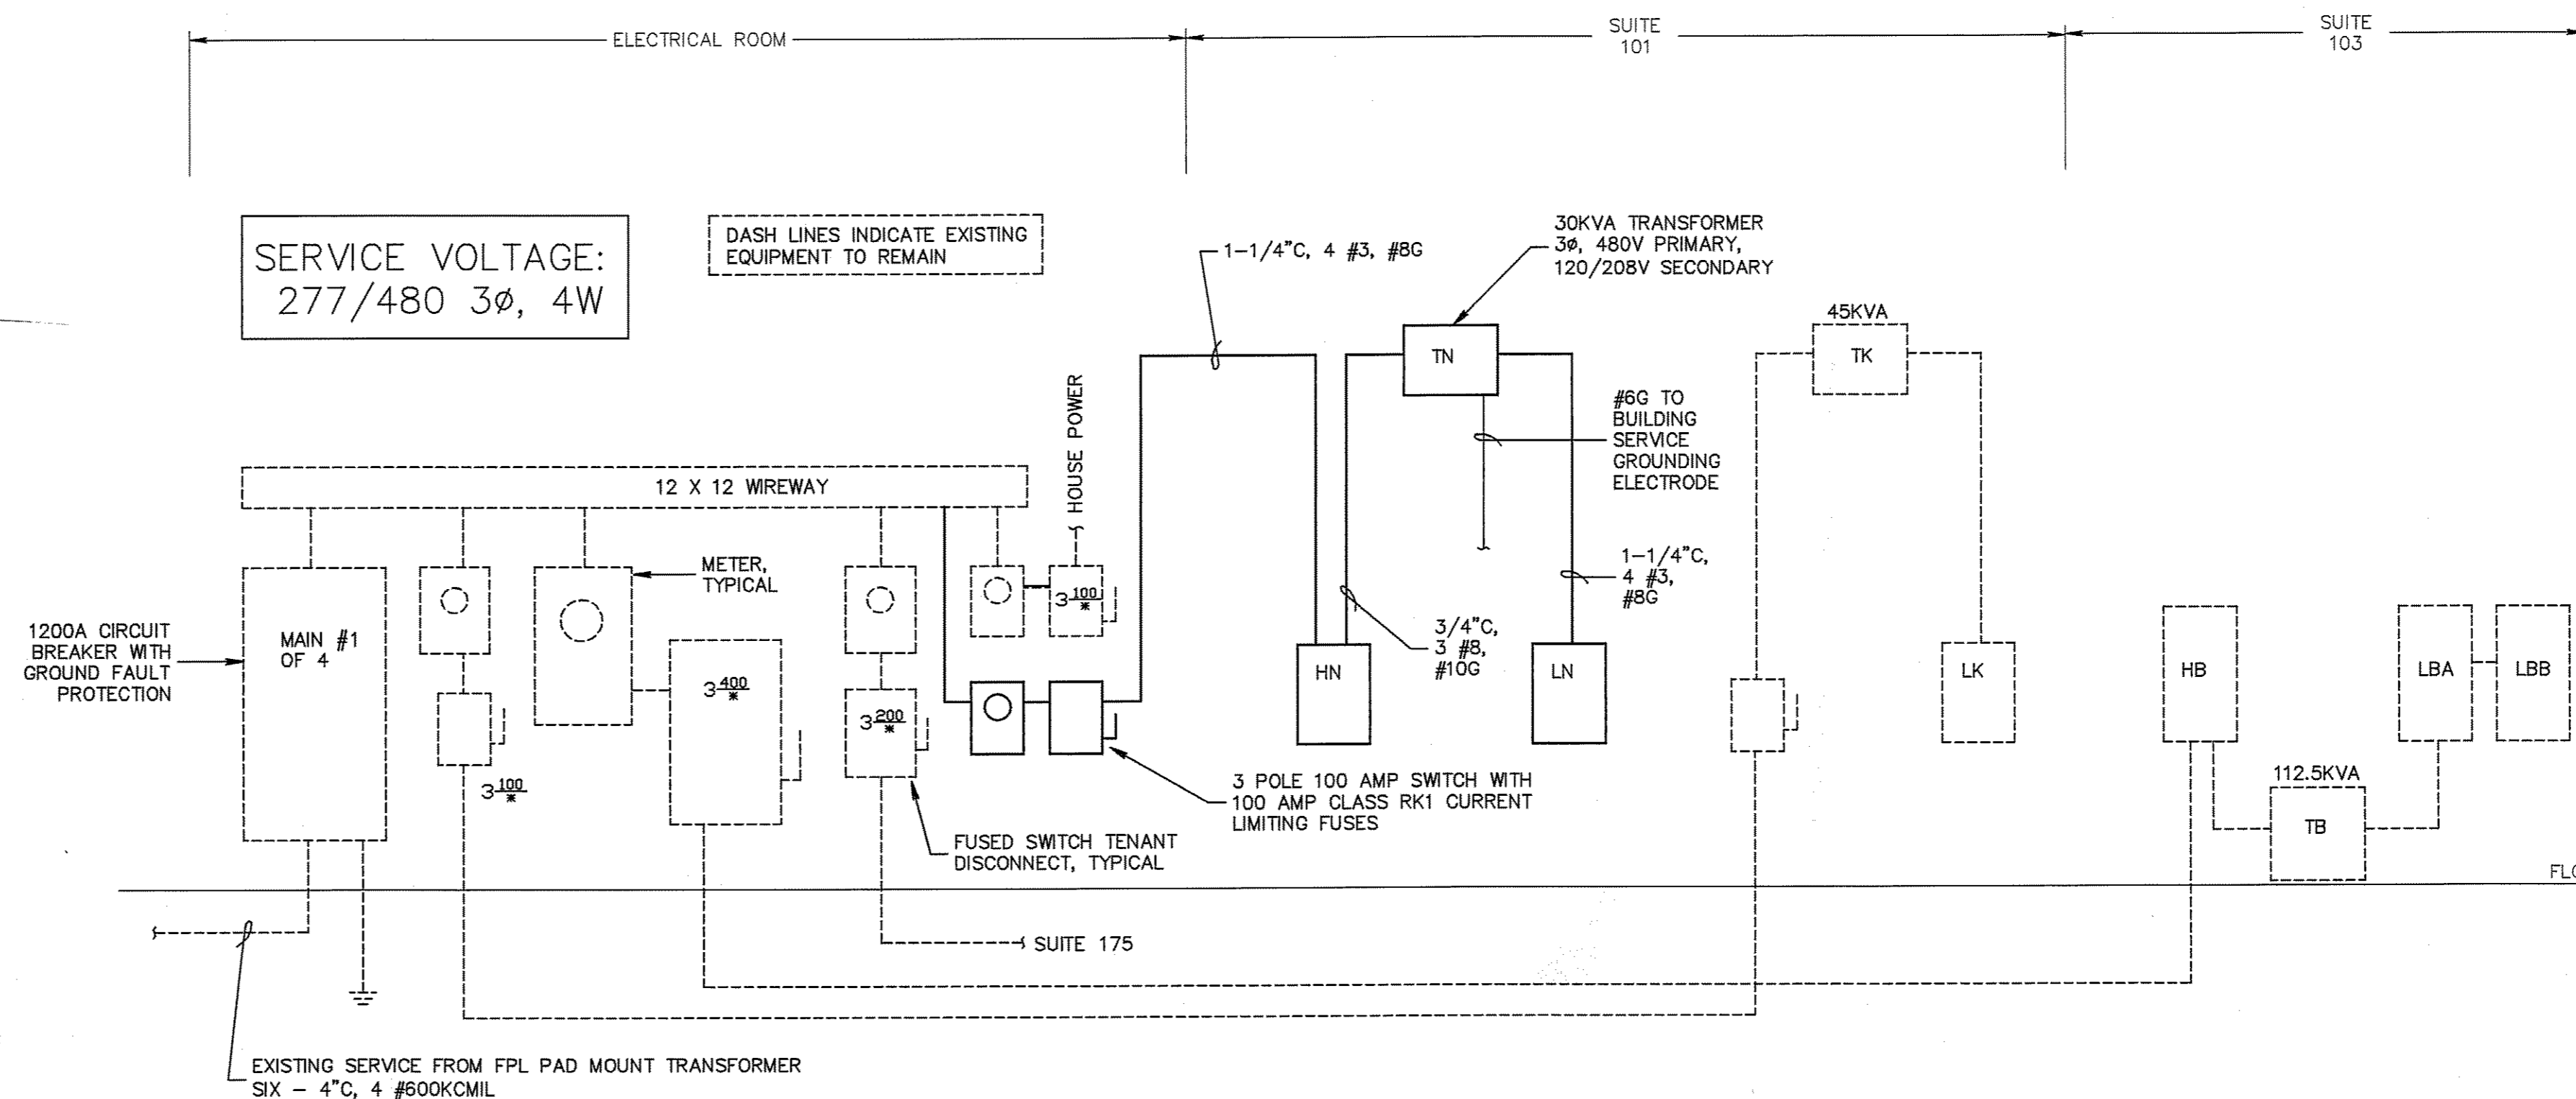 ELECTRICAL ROOM
SUITE
101
SUITE
103
SERVICE VOLTAGE:
277/480 3ø, 4W
DASH LINES INDICATE EXISTING
EQUIPMENT TO REMAIN
1-1/4"C, 4 #3, #8G
30KVA TRANSFORMER
3ø, 480V PRIMARY,
120/208V SECONDARY
45KVA
TN
TK
HOUSE POWER
#6G TO
BUILDING
SERVICE
GROUNDING
ELECTRODE
12 X 12 WIREWAY
METER,
TYPICAL
1-1/4"C,
4 #3,
#8G
3 100/*
1200A CIRCUIT
BREAKER WITH
GROUND FAULT
PROTECTION
MAIN #1
OF 4
3/4"C,
3 #8,
#10G
3 400/*
3 200/*
HN
LN
LK
HB
LBA
LBB
3 100/*
3 POLE 100 AMP SWITCH WITH
100 AMP CLASS RK1 CURRENT
LIMITING FUSES
112.5KVA
TB
FUSED SWITCH TENANT
DISCONNECT, TYPICAL
SUITE 175
EXISTING SERVICE FROM FPL PAD MOUNT TRANSFORMER
SIX - 4"C, 4 #600KCMIL